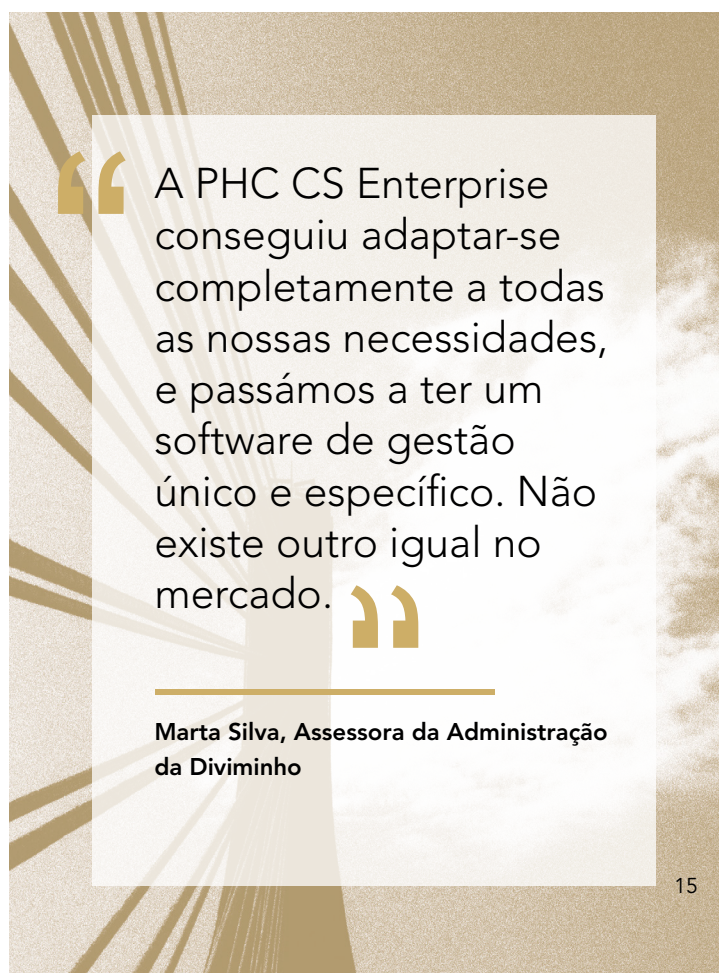 “A PHC CS Enterprise
conseguiu adaptar-se
completamente a todas
as nossas necessidades,
e passámos a ter um
software de gestão
único e específico. Não
existe outro igual no
mercado.”
Marta Silva, Assessora da Administração
da Diviminho
15